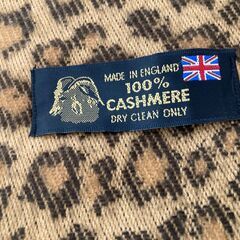 MADE IN ENGLAND
100%
CASHMERE
DRY CLEAN ONLY